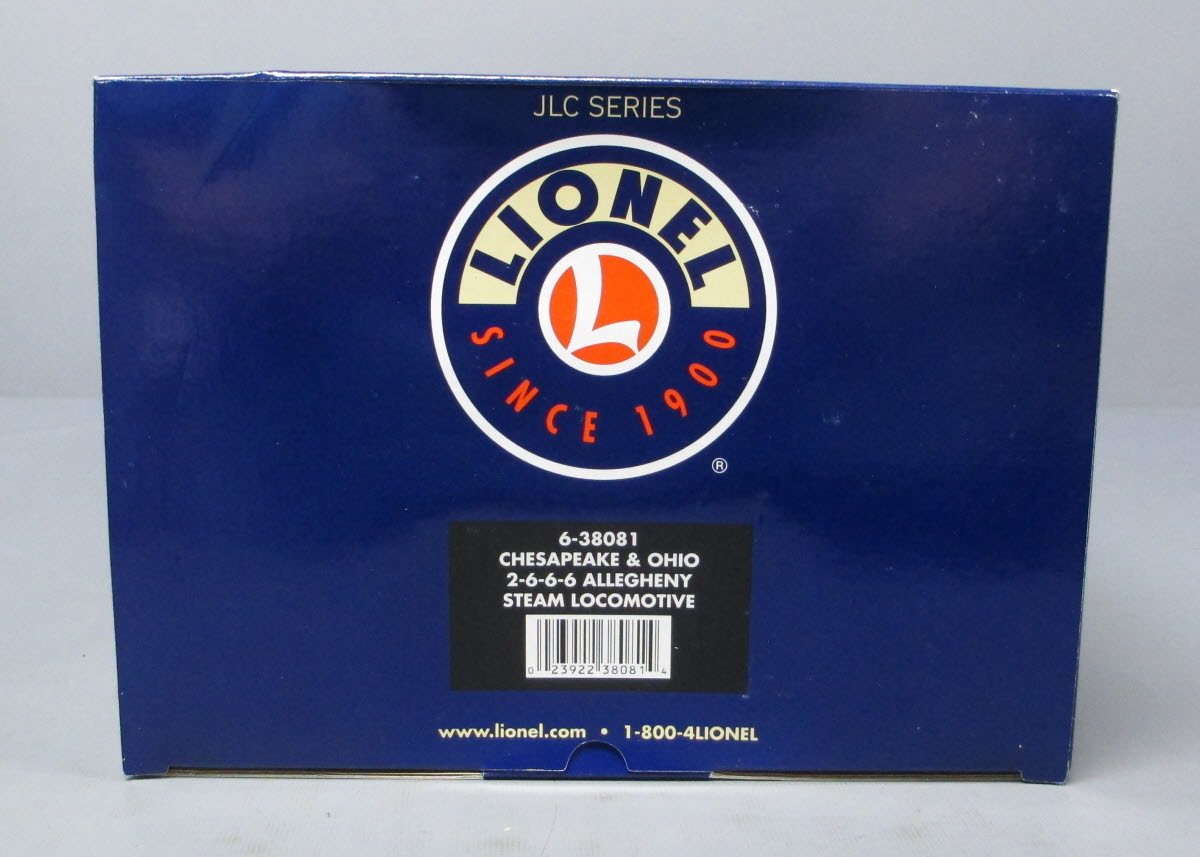 JLC SERIES
LIONEL
L
SINCE 1900
®
6-38081
CHESAPEAKE & OHIO
2-6-6-6 ALLEGHENY
STEAM LOCOMOTIVE
0 23922 38081 4
www.lionel.com • 1-800-4LIONEL